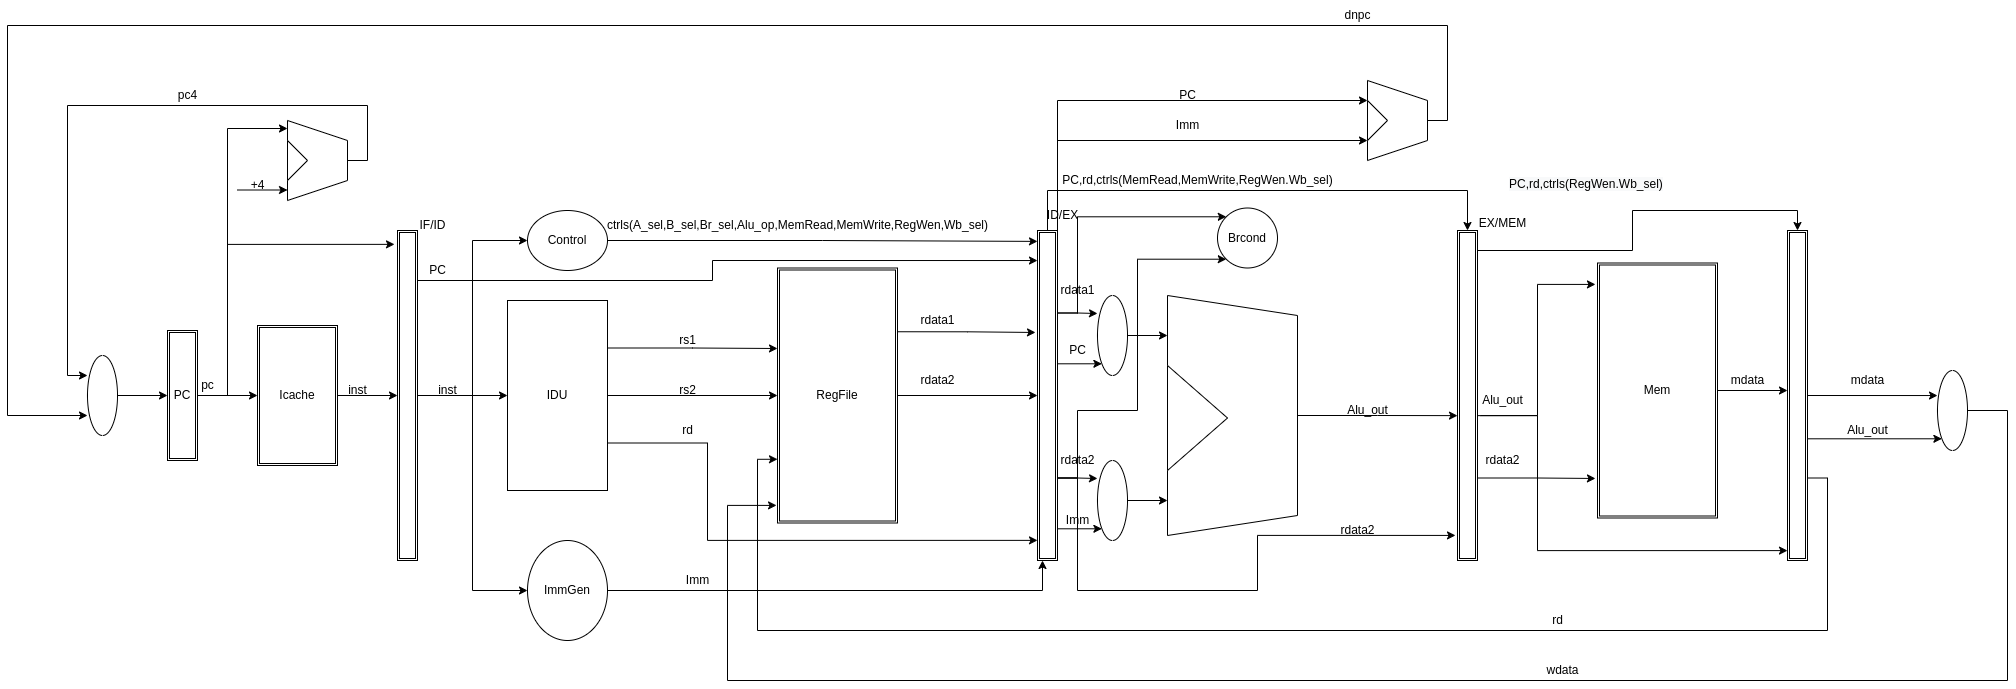 dnpc
pc4
PC
Imm
+4
PC,rd,ctrls(MemRead,MemWrite,RegWen.Wb_sel)
PC,rd,ctrls(RegWen.Wb_sel)
IF/ID
ctrls(A_sel,B_sel,Br_sel,Alu_op,MemRead,MemWrite,RegWen,Wb_sel)
ID/EX
EX/MEM
Control
Brcond
PC
rdata1
rdata1
rs1
PC
PC
pc
Icache
inst
inst
IDU
rs2
RegFile
rdata2
Alu_out
Alu_out
Mem
mdata
mdata
rd
Alu_out
rdata2
rdata2
Imm
rdata2
ImmGen
Imm
rd
wdata